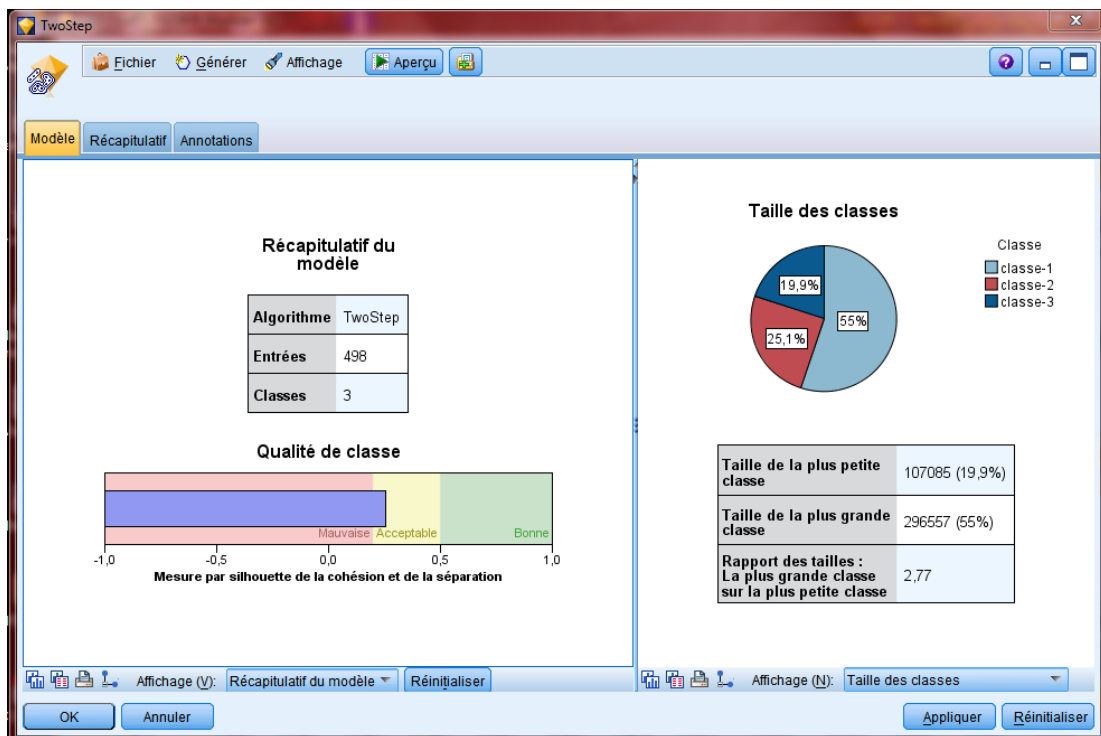 TwoStep
Fichier Générer Affichage Aperçu
Modèle Récapitulatif Annotations
Récapitulatif du
modèle
Algorithme TwoStep
Entrées 498
Classes 3
Qualité de classe
Mauvaise Acceptable Bonne
-1,0 -0,5 0,0 0,5 1,0
Mesure par silhouette de la cohésion et de la séparation
Affichage (V): Récapitulatif du modèle Réinitialiser
Taille des classes
Classe
classe-1
classe-2
classe-3
19,9%
55%
25,1%
Taille de la plus petite
classe
107085 (19,9%)
Taille de la plus grande
classe
296557 (55%)
Rapport des tailles :
La plus grande classe
sur la plus petite classe
2,77
Affichage (N): Taille des classes
OK Annuler Appliquer Réinitialiser